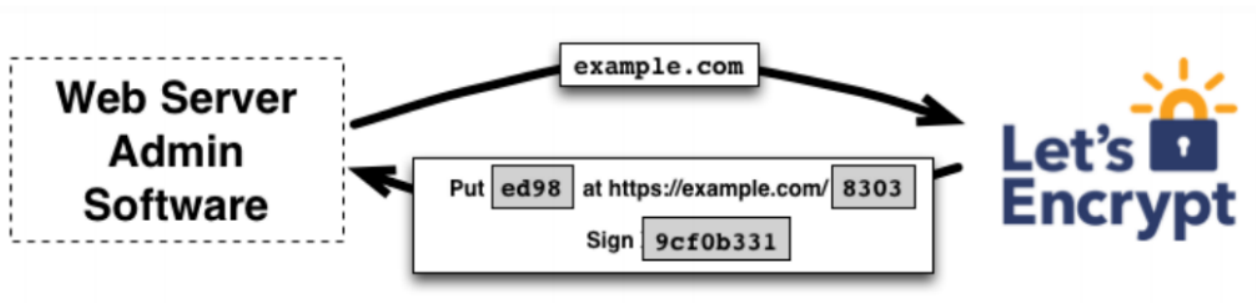 Web Server
Admin
Software
example.com
Put ed98 at https://example.com/ 8303
Sign 9cf0b331
Let's
Encrypt